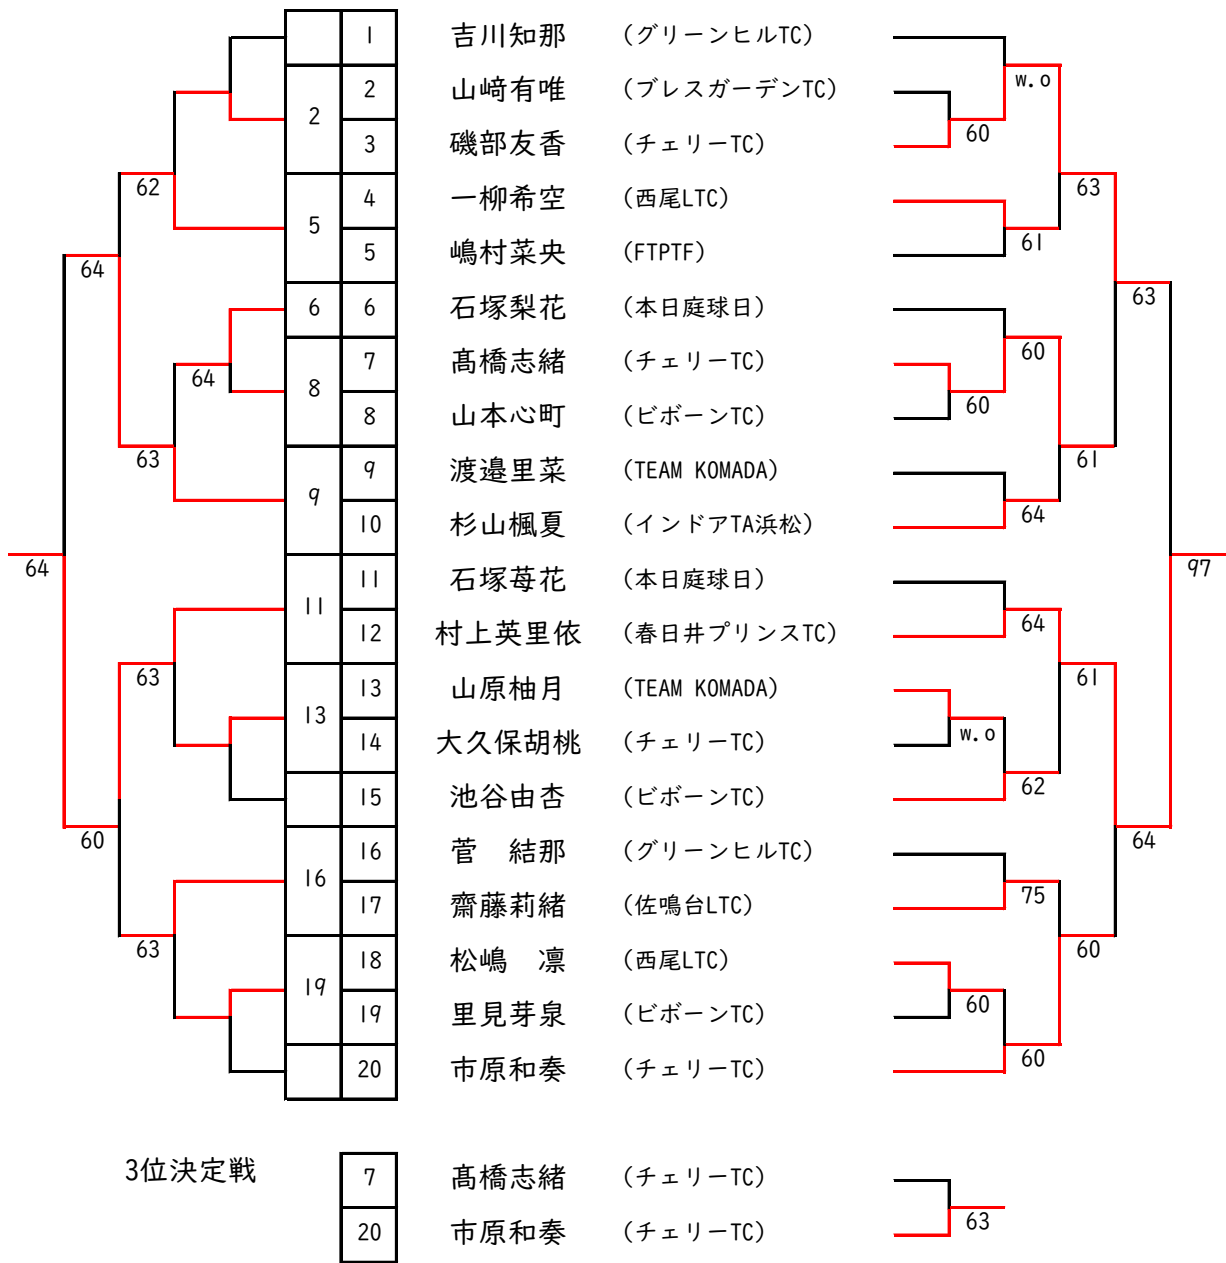 1 吉川知那 (グリーンヒルTC)
w.o
2 2 山﨑有唯 (ブレスガーデンTC)
60
3 磯部友香 (チェリーTC)
62 63
4 一柳希空 (西尾LTC)
5 61
5 嶋村菜央 (FTPTF)
64 63
6 6 石塚梨花 (本日庭球日)
60
7 髙橋志緒 (チェリーTC)
64 8 60
8 山本心町 (ビボーンTC)
63 61
9 渡邉里菜 (TEAM KOMADA)
9 64
10 杉山楓夏 (インドアTA浜松)
64 97
11 石塚苺花 (本日庭球日)
11 64
12 村上英里依 (春日井プリンスTC)
63 61
13 山原柚月 (TEAM KOMADA)
13 w.o
14 大久保胡桃 (チェリーTC)
62
15 池谷由杏 (ビボーンTC)
60 64
16 菅 結那 (グリーンヒルTC)
16 75
17 齋藤莉緒 (佐鳴台LTC)
63 60
18 松嶋 凛 (西尾LTC)
19 60
19 里見芽泉 (ビボーンTC)
60
20 市原和奏 (チェリーTC)
3位決定戦
7 髙橋志緒 (チェリーTC)
63
20 市原和奏 (チェリーTC)